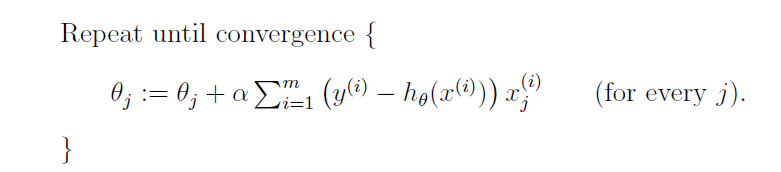 Repeat until convergence {
θ_j := θ_j + α ∑_{i=1}^{m} (y^{(i)} − h_θ(x^{(i)})) x_j^{(i)} (for every j).
}